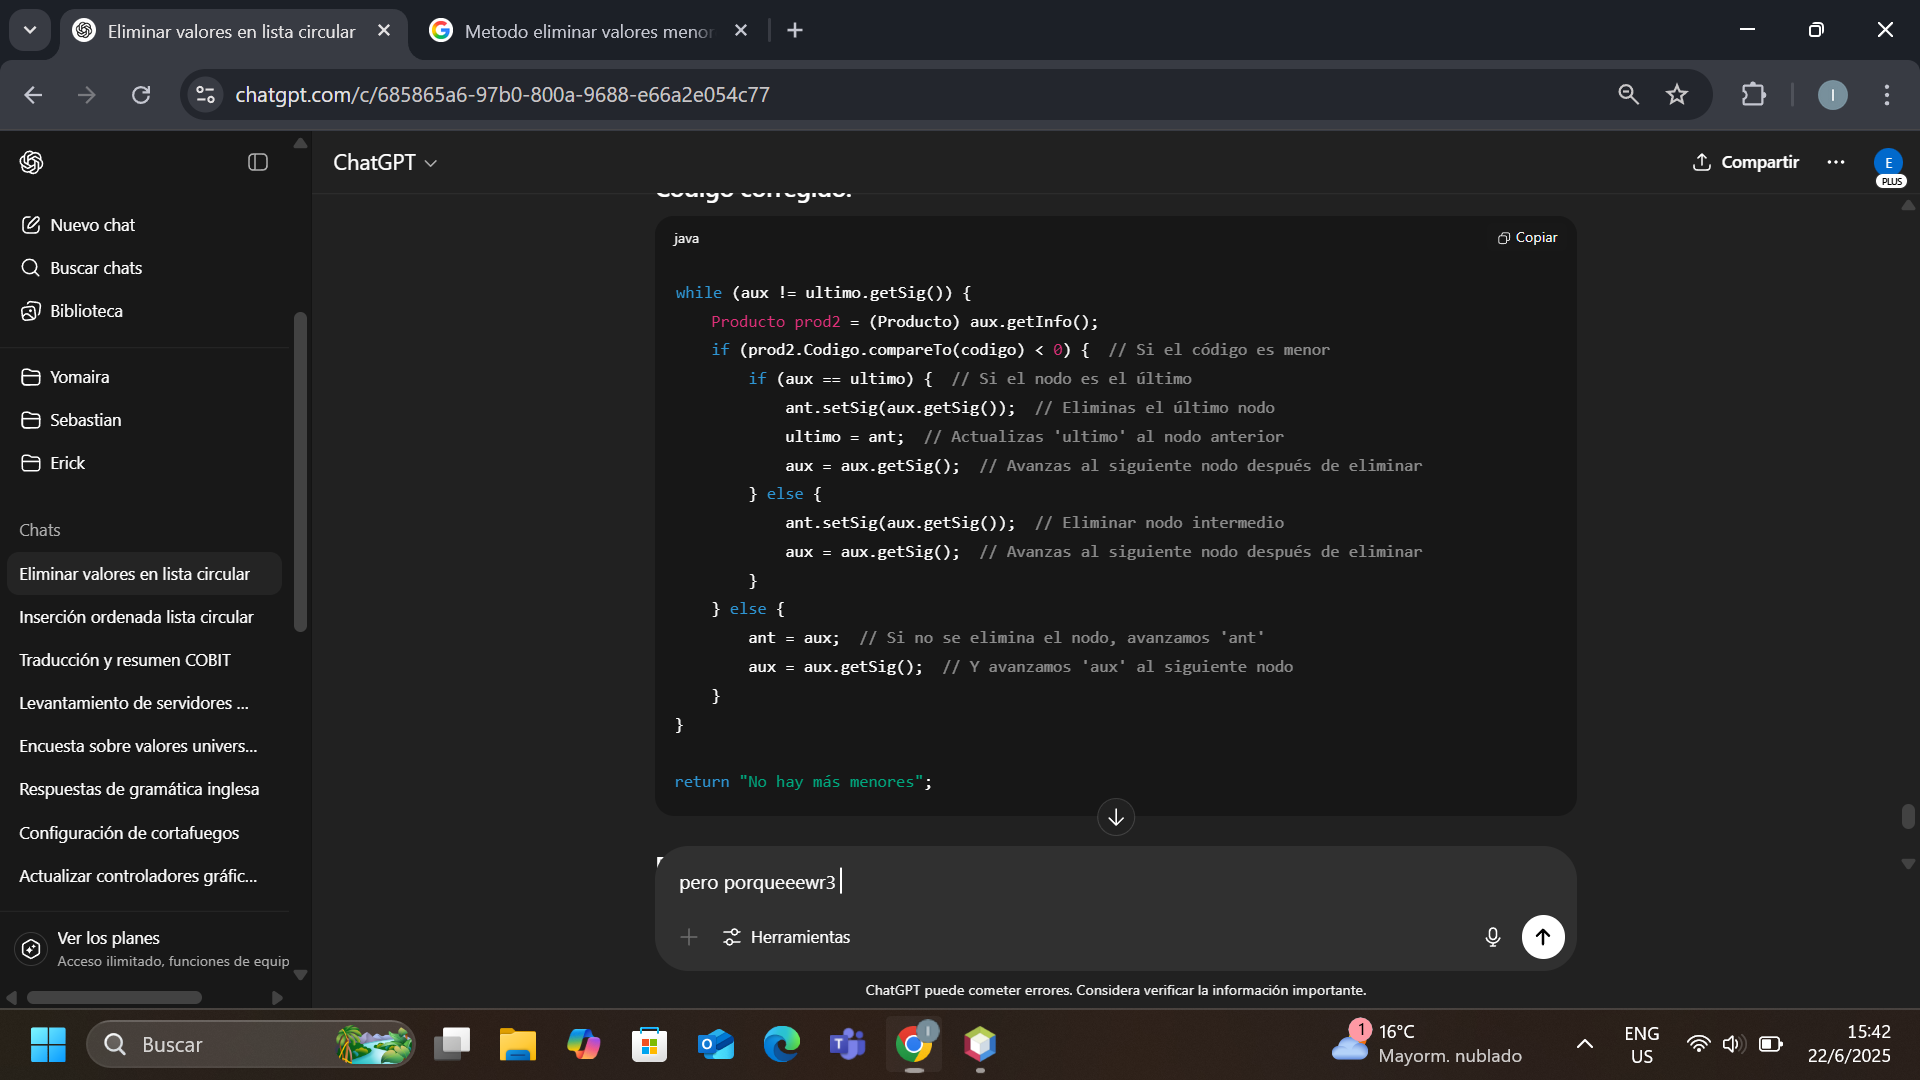 Eliminar valores en lista circular
Metodo eliminar valores menor
chatgpt.com/c/685865a6-97b0-800a-9688-e66a2e054c77
I
ChatGPT
Compartir
E
PLUS
Nuevo chat
Buscar chats
Biblioteca
Yomaira
Sebastian
Erick
Chats
Eliminar valores en lista circular
Inserción ordenada lista circular
Traducción y resumen COBIT
Levantamiento de servidores ...
Encuesta sobre valores univers...
Respuestas de gramática inglesa
Configuración de cortafuegos
Actualizar controladores gráfic...
Ver los planes
Acceso ilimitado, funciones de equip
Código corregido:
java
Copiar
while (aux != ultimo.getSig()) {
    Producto prod2 = (Producto) aux.getInfo();
    if (prod2.Codigo.compareTo(codigo) < 0) {  // Si el código es menor
        if (aux == ultimo) {  // Si el nodo es el último
            ant.setSig(aux.getSig());  // Eliminas el último nodo
            ultimo = ant;  // Actualizas 'ultimo' al nodo anterior
            aux = aux.getSig();  // Avanzas al siguiente nodo después de eliminar
        } else {
            ant.setSig(aux.getSig());  // Eliminar nodo intermedio
            aux = aux.getSig();  // Avanzas al siguiente nodo después de eliminar
        }
    } else {
        ant = aux;  // Si no se elimina el nodo, avanzamos 'ant'
        aux = aux.getSig();  // Y avanzamos 'aux' al siguiente nodo
    }
}
return "No hay más menores";
pero porqueeewr3
Herramientas
ChatGPT puede cometer errores. Considera verificar la información importante.
Buscar
I
1
16°C
Mayorm. nublado
ENG
US
15:42
22/6/2025